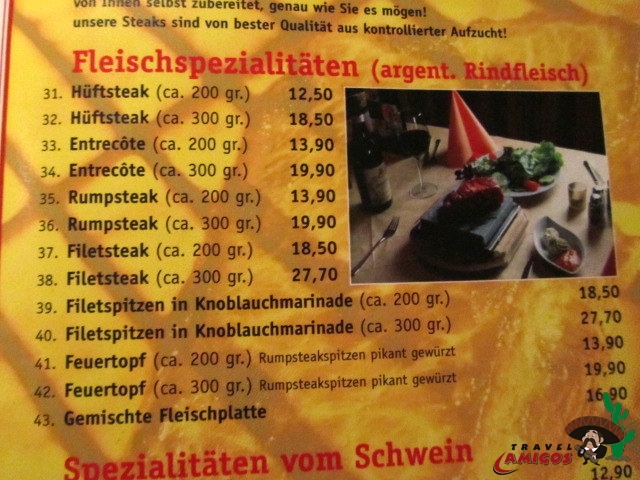 von Ihnen selbst zubereitet, genau wie Sie es mögen!
unsere Steaks sind von bester Qualität aus kontrollierter Aufzucht!
Fleischspezialitäten (argent. Rindfleisch)
31. Hüftsteak (ca. 200 gr.) 12,50
32. Hüftsteak (ca. 300 gr.) 18,50
33. Entrecôte (ca. 200 gr.) 13,90
34. Entrecôte (ca. 300 gr.) 19,90
35. Rumpsteak (ca. 200 gr.) 13,90
36. Rumpsteak (ca. 300 gr.) 19,90
37. Filetsteak (ca. 200 gr.) 18,50
38. Filetsteak (ca. 300 gr.) 27,70
39. Filetspitzen in Knoblauchmarinade (ca. 200 gr.) 18,50
40. Filetspitzen in Knoblauchmarinade (ca. 300 gr.) 27,70
41. Feuertopf (ca. 200 gr.) Rumpsteakspitzen pikant gewürzt 13,90
42. Feuertopf (ca. 300 gr.) Rumpsteakspitzen pikant gewürzt 19,90
43. Gemischte Fleischplatte 16,90
Spezialitäten vom Schwein
12,90
TRAVEL
CAMIGOS